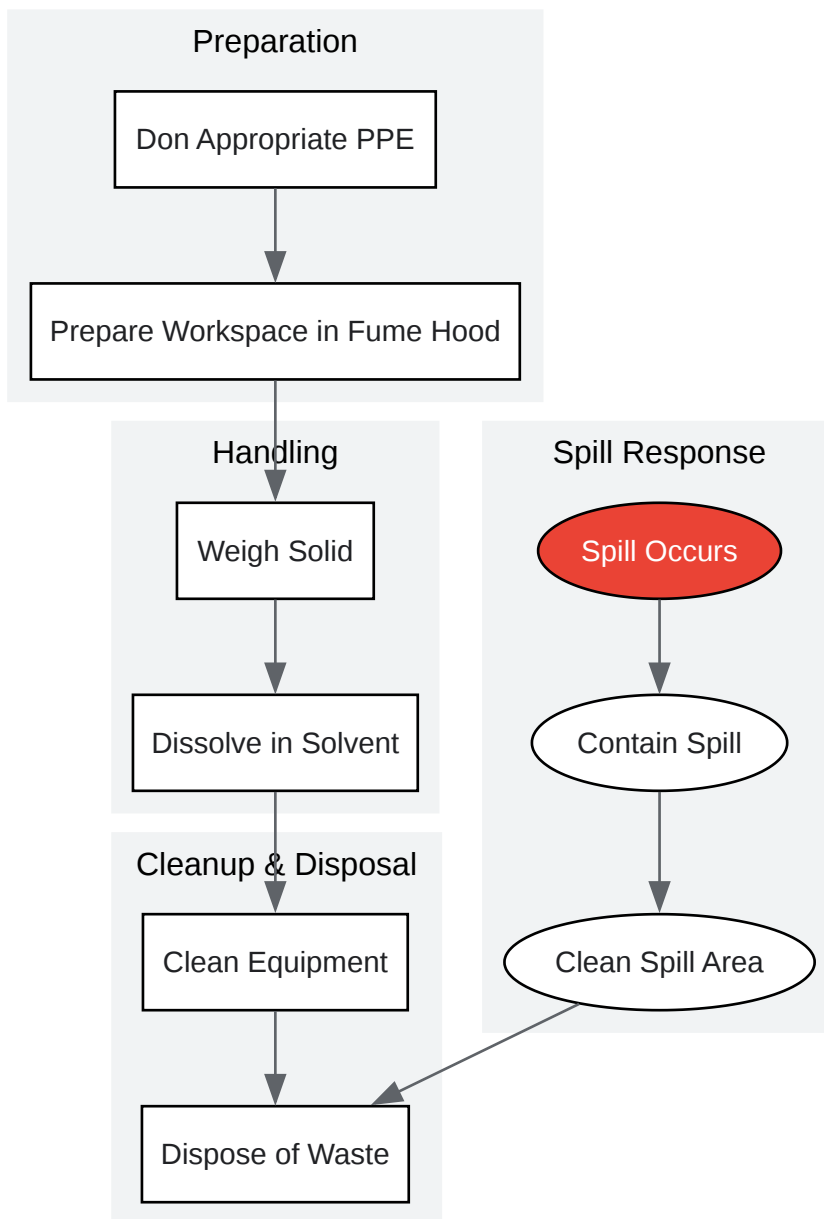 Preparation
Don Appropriate PPE
Prepare Workspace in Fume Hood
Handling
Weigh Solid
Dissolve in Solvent
Cleanup & Disposal
Clean Equipment
Dispose of Waste
Spill Response
Spill Occurs
Contain Spill
Clean Spill Area